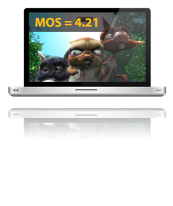 MOS = 4.21